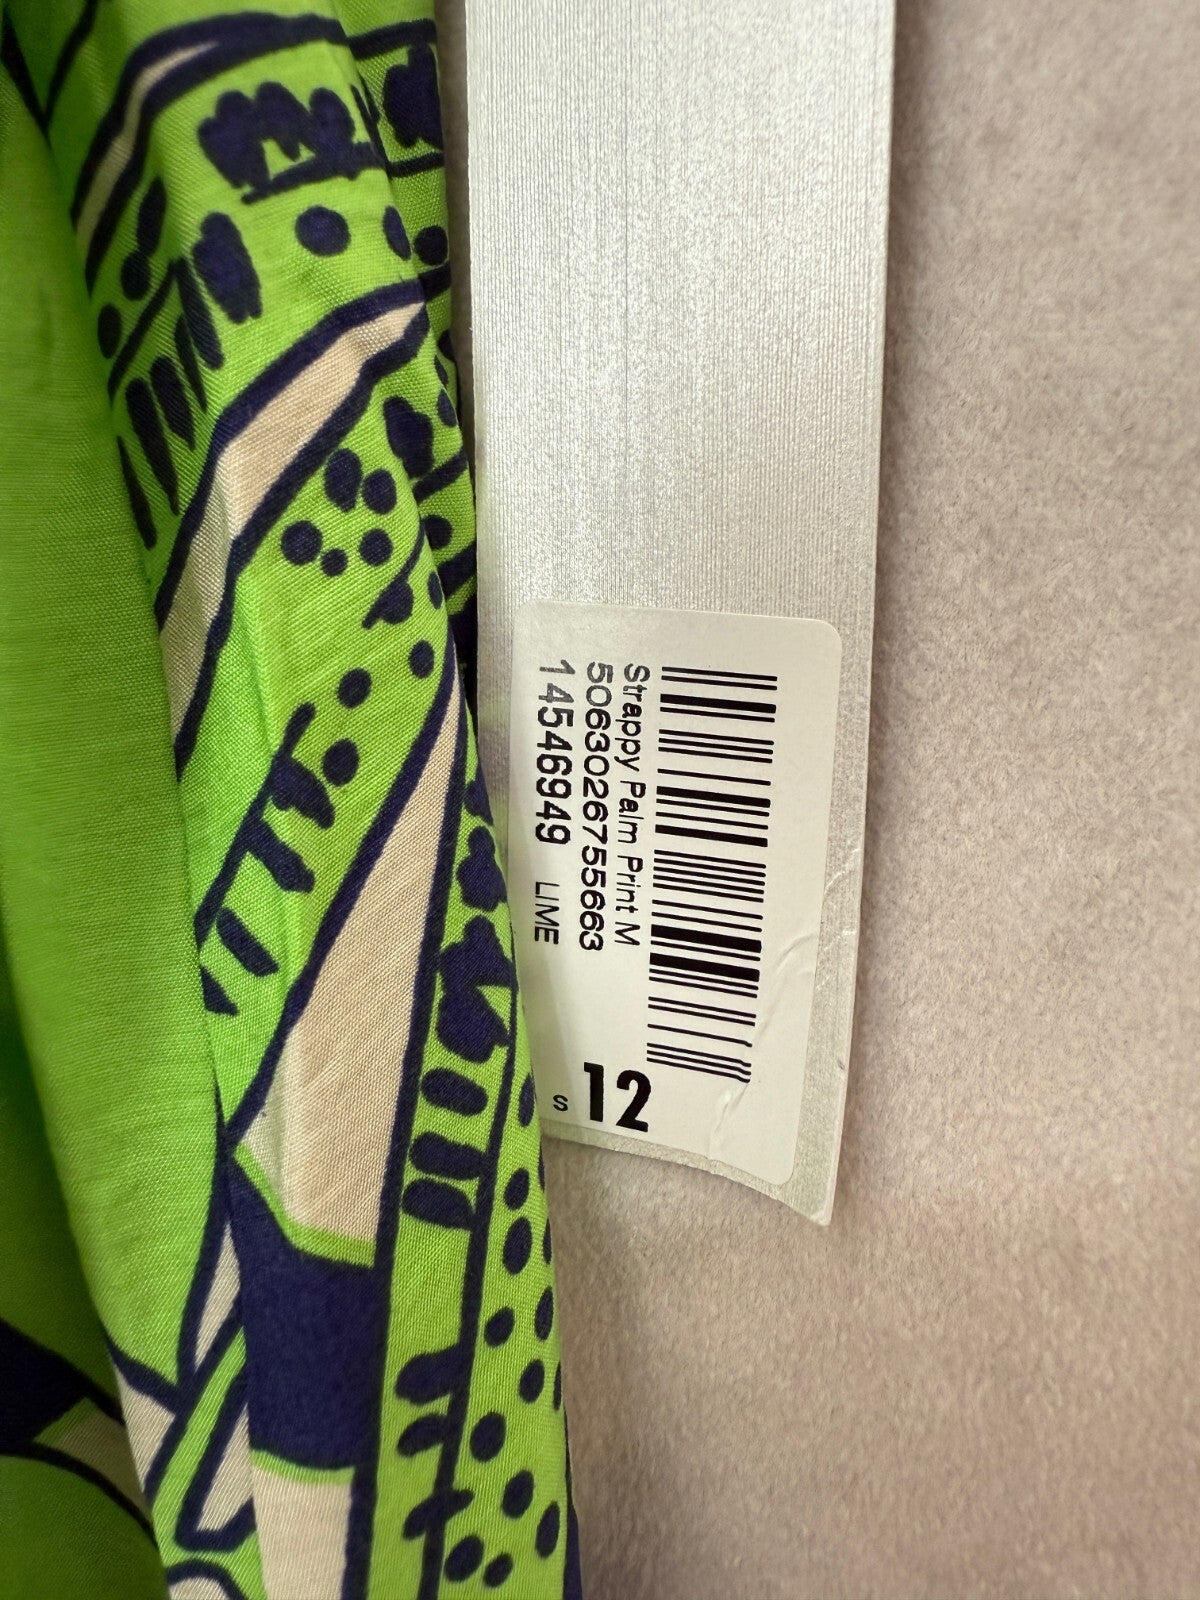 Strappy Palm Print M
5063026755663
14546949 LIME
S 12